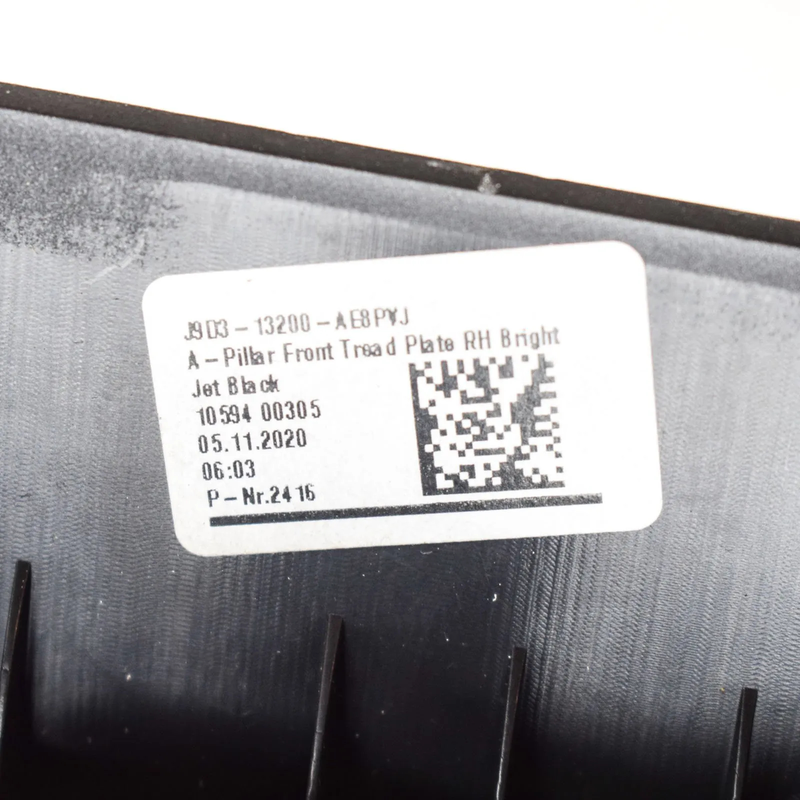 J9D3-13200-AE8PVJ
A-Pillar Front Tread Plate RH Bright
Jet Black
10594 00305
05.11.2020
06:03
P-Nr.2416